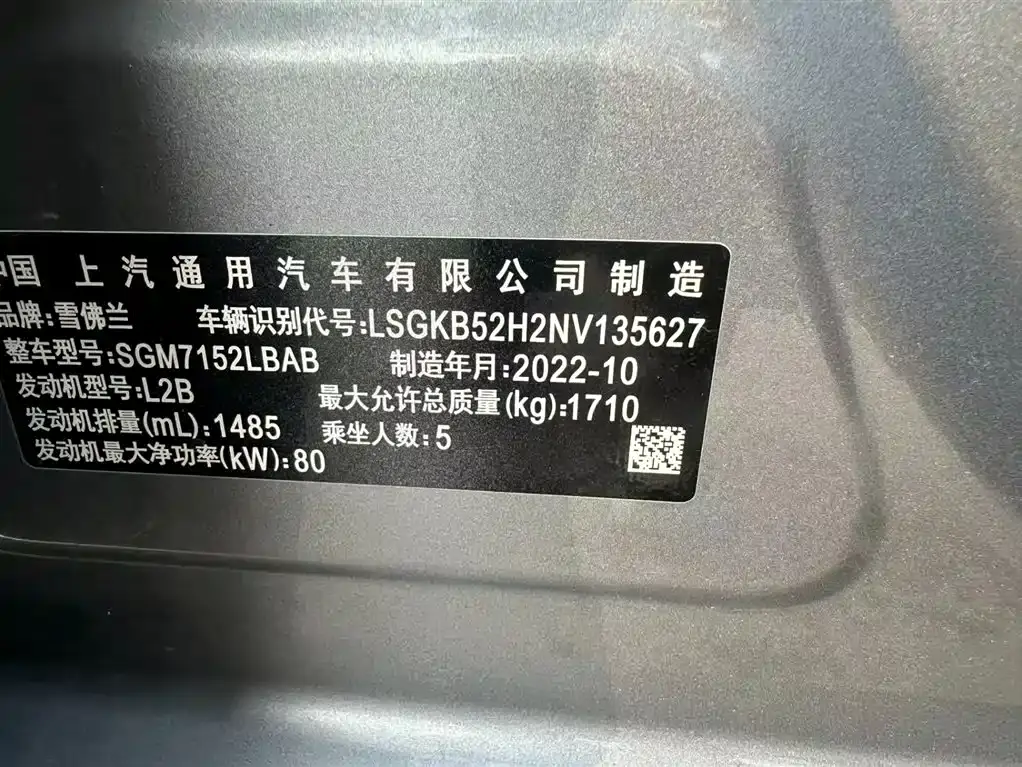 中国 上汽通用汽车有限公司制造
品牌:雪佛兰 车辆识别代号:LSGKB52H2NV135627
整车型号:SGM7152LBAB 制造年月:2022-10
发动机型号:L2B 最大允许总质量(kg):1710
发动机排量(mL):1485 乘坐人数:5
发动机最大净功率(kW):80